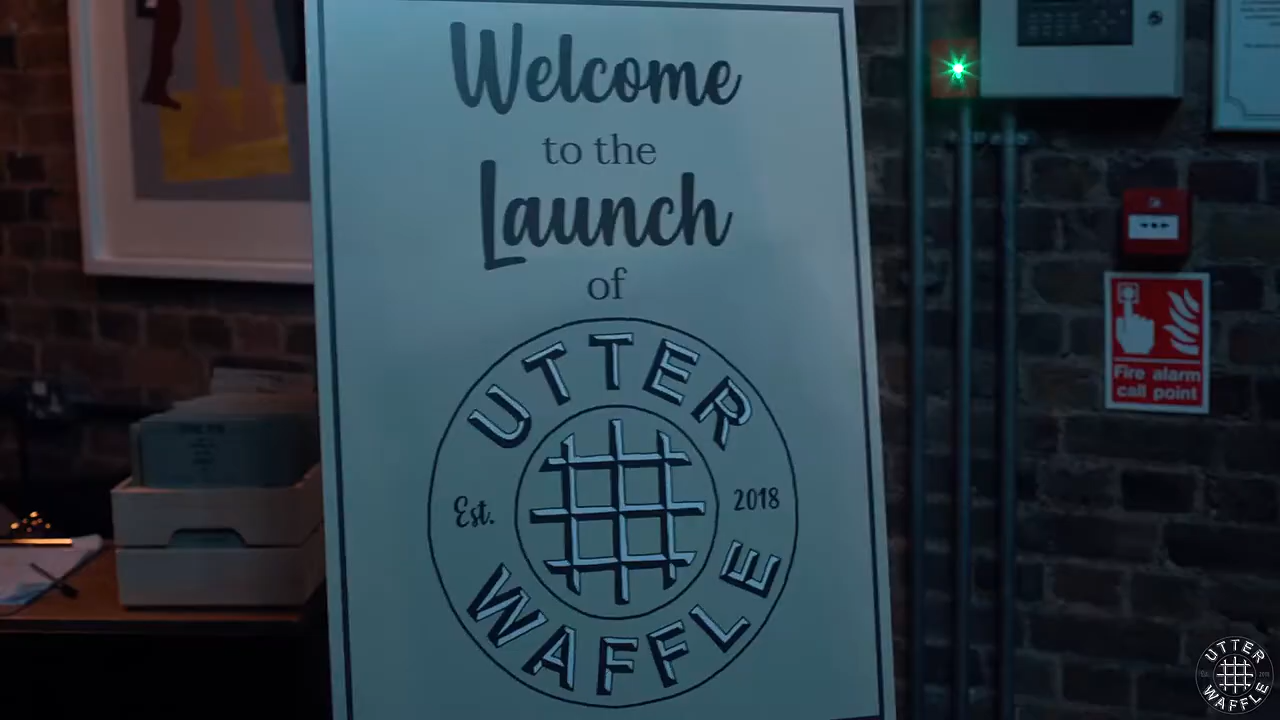 Welcome
to the
Launch
of
UTTER
Est. 2018
WAFFLE
Fire alarm
call point
UTTER
WAFFLE